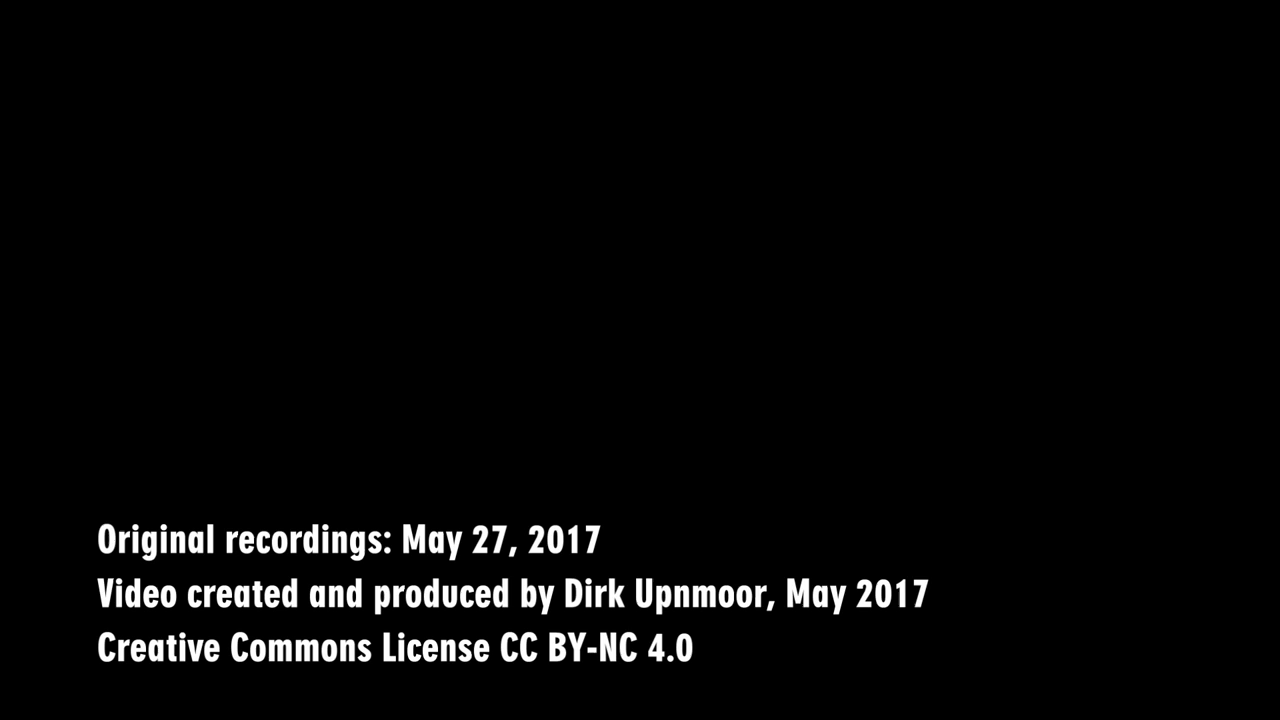 Original recordings: May 27, 2017
Video created and produced by Dirk Upnmoor, May 2017
Creative Commons License CC BY-NC 4.0